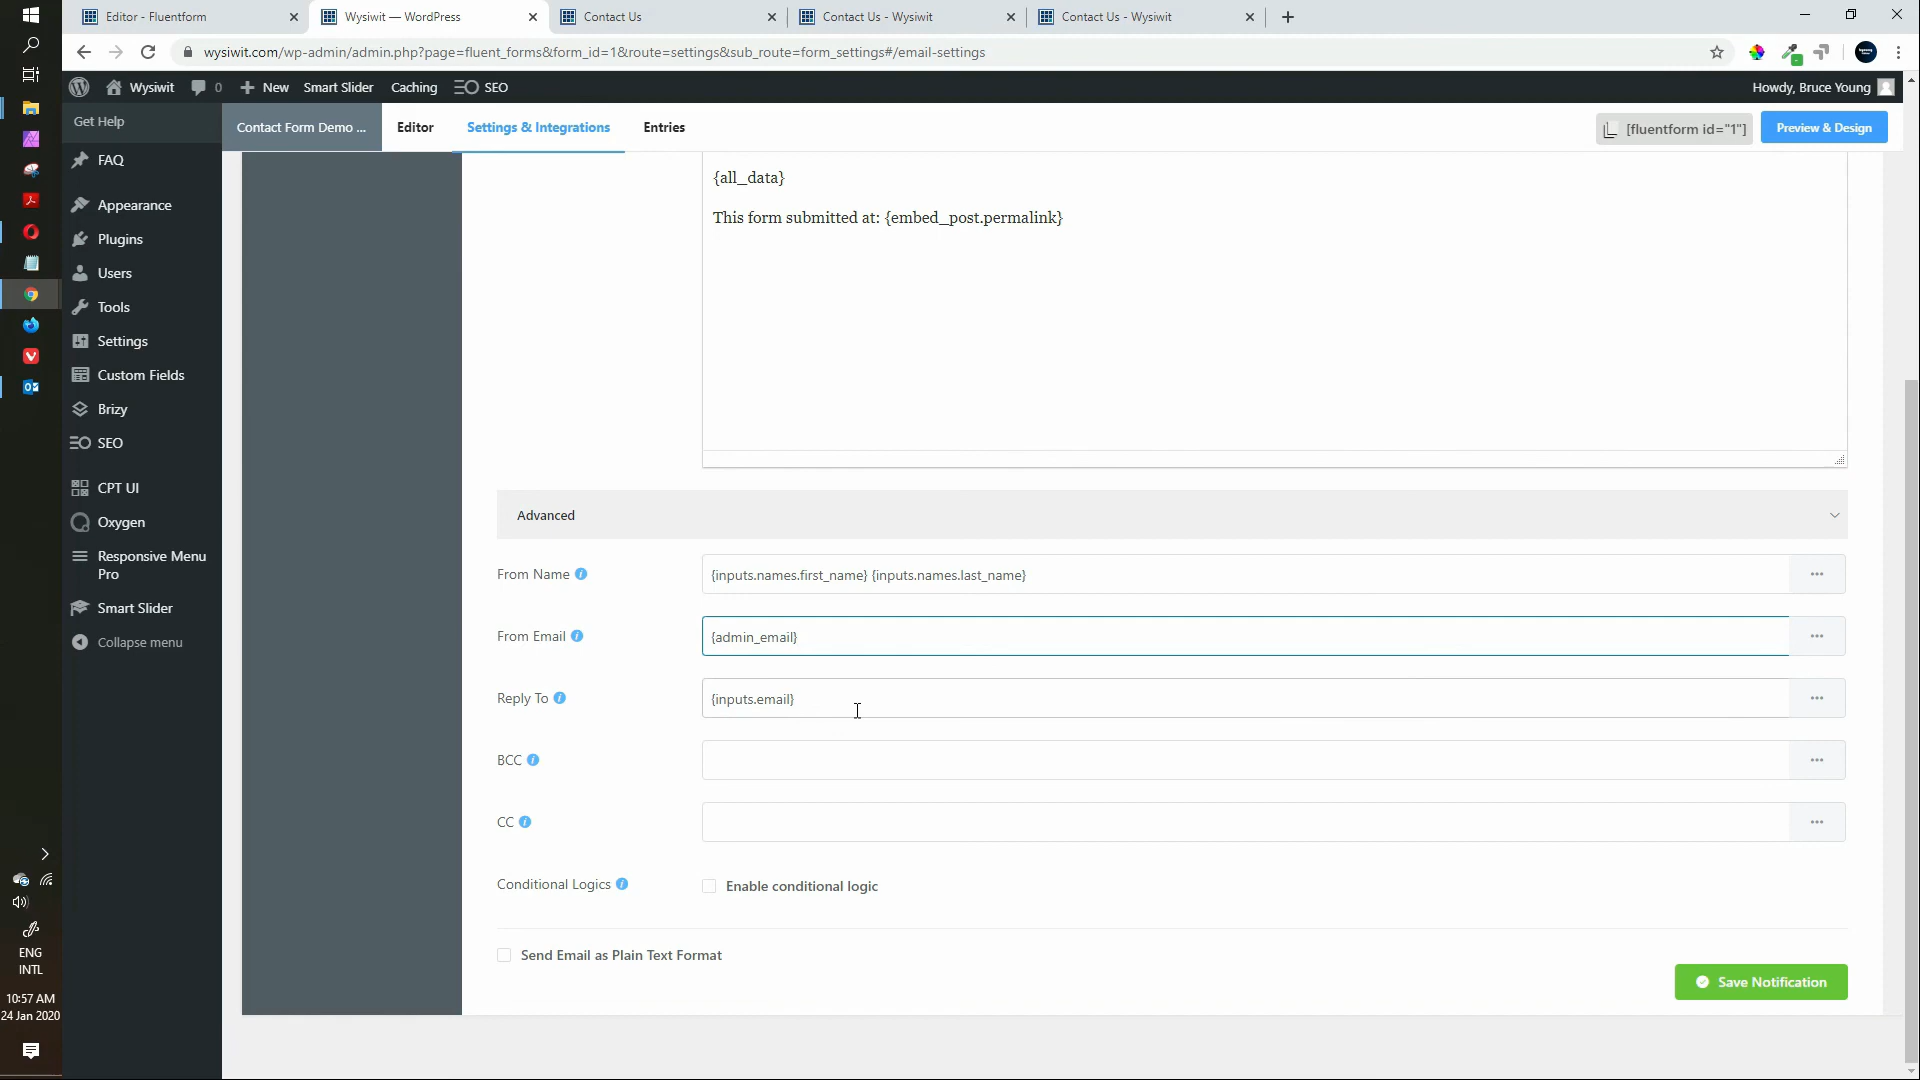 Editor - Fluentform
Wysiwit — WordPress
Contact Us
Contact Us - Wysiwit
Contact Us - Wysiwit
wysiwit.com/wp-admin/admin.php?page=fluent_forms&form_id=1&route=settings&sub_route=form_settings#/email-settings
Wysiwit
0
New
Smart Slider
Caching
SEO
Howdy, Bruce Young
Get Help
FAQ
Appearance
Plugins
Users
Tools
Settings
Custom Fields
Brizy
SEO
CPT UI
Oxygen
Responsive Menu
Pro
Smart Slider
Collapse menu
Contact Form Demo ...
Editor
Settings & Integrations
Entries
[fluentform id="1"]
Preview & Design
{all_data}
This form submitted at: {embed_post.permalink}
Advanced
From Name
{inputs.names.first_name} {inputs.names.last_name}
From Email
{admin_email}
Reply To
{inputs.email}
BCC
CC
Conditional Logics
Enable conditional logic
Send Email as Plain Text Format
Save Notification
ENG
INTL
10:57 AM
24 Jan 2020